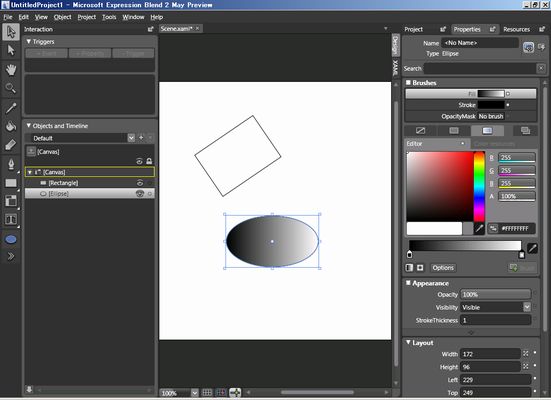 UntitledProject1 - Microsoft Expression Blend 2 May Preview
File Edit View Object Project Tools Window Help
Interaction
Triggers
+ Event + Property - Trigger
Objects and Timeline
Default
[Canvas]
[Canvas]
[Rectangle]
[Ellipse]
Scene.xaml*
Design
XAML
100%
Project Properties Resources
Name <No Name>
Type Ellipse
Search
Brushes
Fill
Stroke
OpacityMask No brush
Editor Color resources
R 255
G 255
B 255
A 100%
#FFFFFFFF
Options
Appearance
Opacity 100%
Visibility Visible
StrokeThickness 1
Layout
Width 172
Height 96
Left 229
Top 249